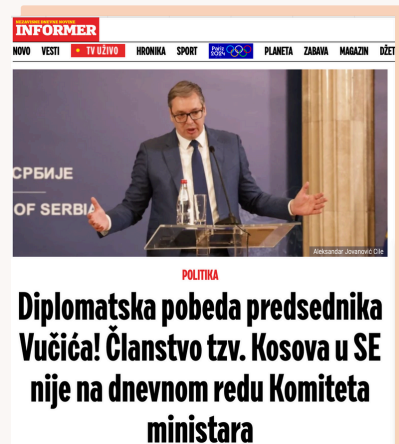 NEZAVISNE DNEVNE NOVINE
INFORMER
NOVO VESTI TV UŽIVO HRONIKA SPORT Pariz 2024 PLANETA ZABAVA MAGAZIN DŽET
СРБИЈЕ
OF SERBIA
Aleksandar Jovanović Cile
POLITIKA
Diplomatska pobeda predsednika
Vučića! Članstvo tzv. Kosova u SE
nije na dnevnom redu Komiteta
ministara